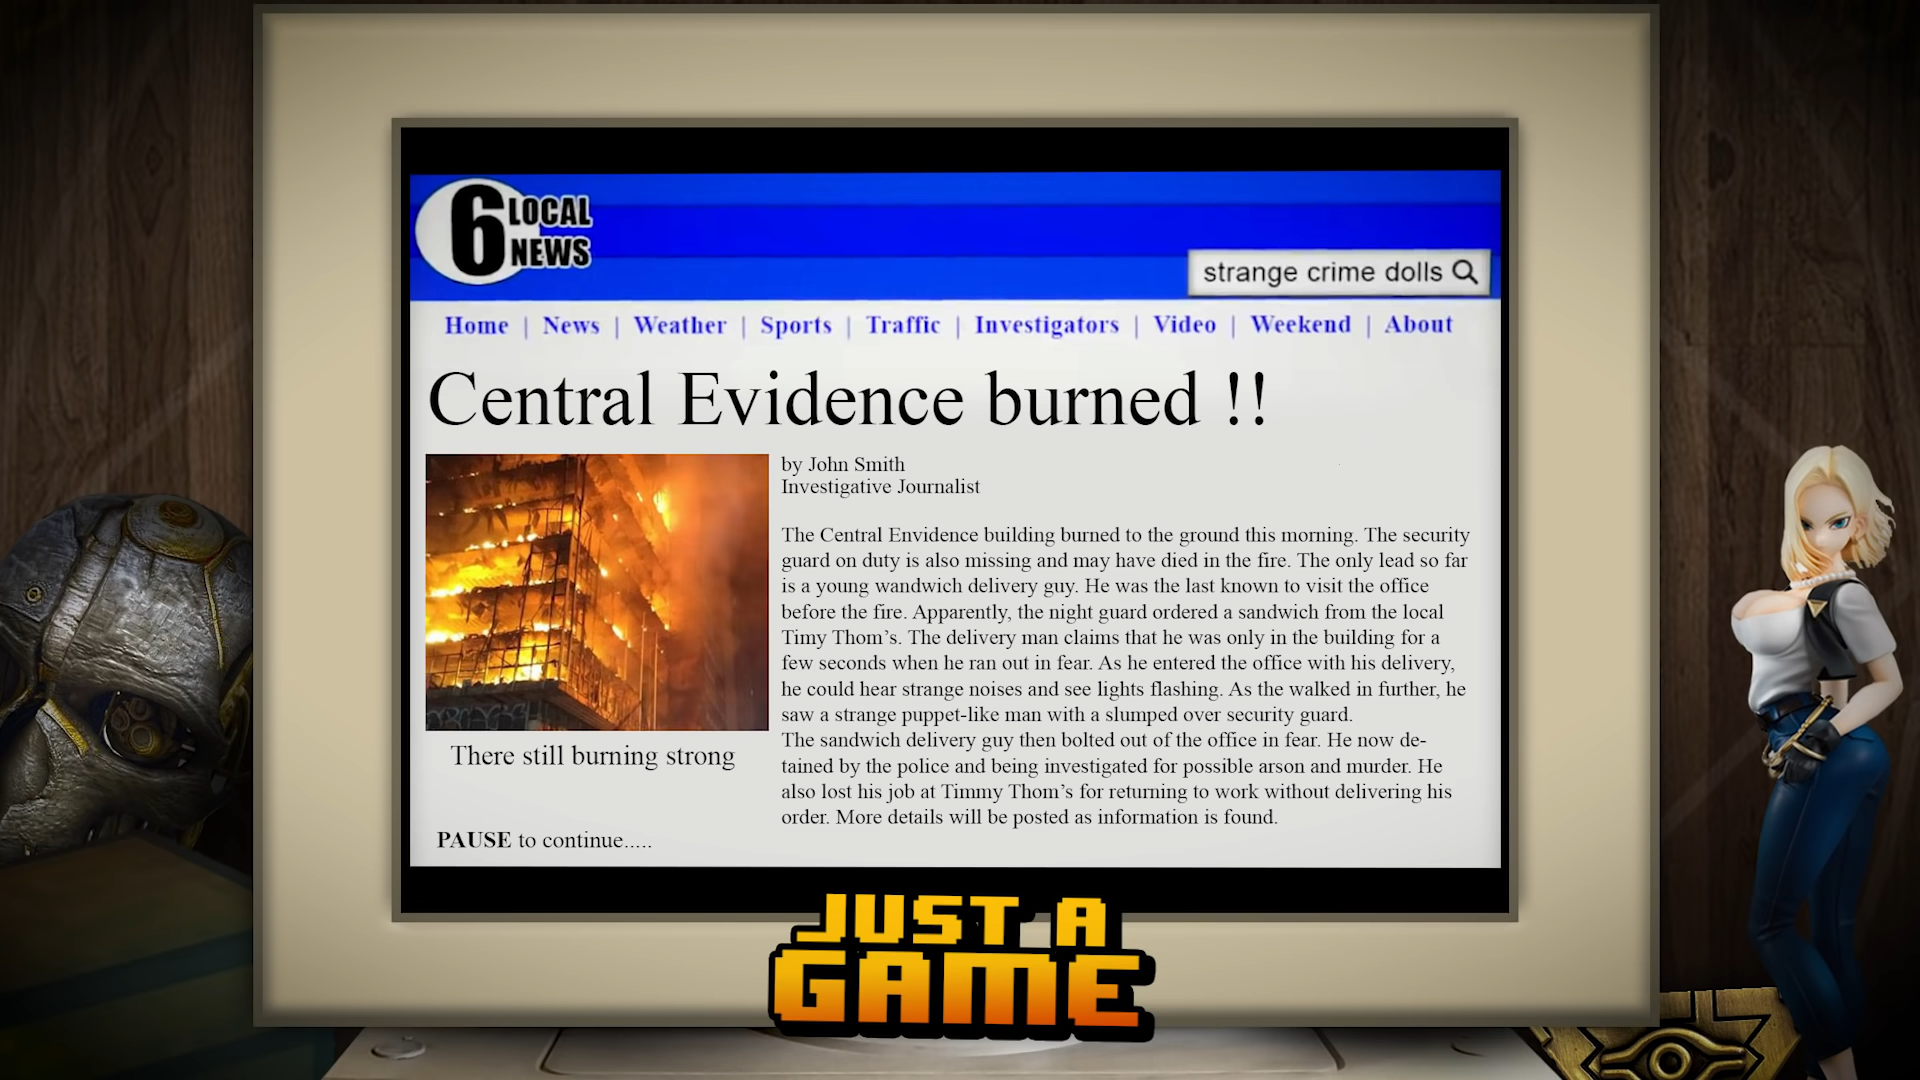 6 LOCAL
NEWS
strange crime dolls
Home | News | Weather | Sports | Traffic | Investigators | Video | Weekend | About
Central Evidence burned !!
by John Smith
Investigative Journalist
The Central Envidence building burned to the ground this morning. The security
guard on duty is also missing and may have died in the fire. The only lead so far
is a young wandwich delivery guy. He was the last known to visit the office
before the fire. Apparently, the night guard ordered a sandwich from the local
Timy Thom's. The delivery man claims that he was only in the building for a
few seconds when he ran out in fear. As he entered the office with his delivery,
he could hear strange noises and see lights flashing. As the walked in further, he
saw a strange puppet-like man with a slumped over security guard.
The sandwich delivery guy then bolted out of the office in fear. He now de-
tained by the police and being investigated for possible arson and murder. He
also lost his job at Timmy Thom's for returning to work without delivering his
order. More details will be posted as information is found.
There still burning strong
PAUSE to continue.....
JUST A
GAME